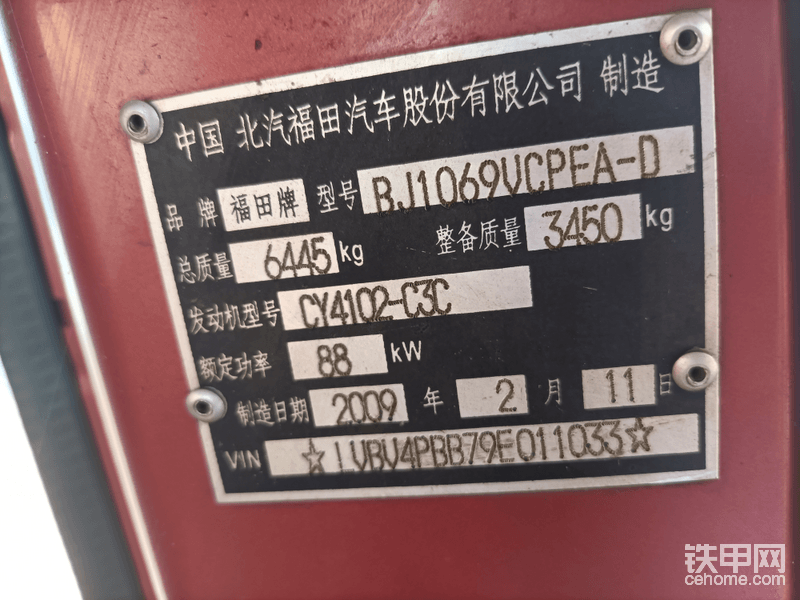 中国 北汽福田汽车股份有限公司 制造
品牌 福田牌 型号 BJ1069VCPEA-D
总质量 6445 kg 整备质量 3450 kg
发动机型号 CY4102-C3C
额定功率 88 kW
制造日期 2009 年 2 月 11 日
VIN ☆LVBV4PBB79E011033☆
铁甲网
cehome.com